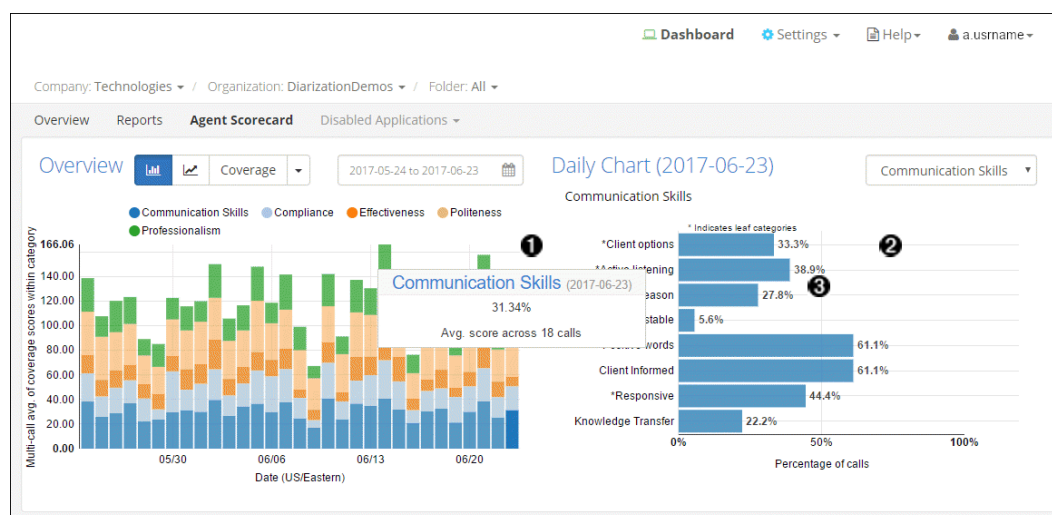 Dashboard Settings Help a.usrname
Company: Technologies / Organization: DiarizationDemos / Folder: All
Overview Reports Agent Scorecard Disabled Applications
Overview Coverage 2017-05-24 to 2017-06-23
Daily Chart (2017-06-23) Communication Skills
Communication Skills
Communication Skills Compliance Effectiveness Politeness
Professionalism
Multi-call avg. of coverage scores within category
166.06
140.00
120.00
100.00
80.00
60.00
40.00
20.00
0.00
05/30 06/06 06/13 06/20
Date (US/Eastern)
1
Communication Skills (2017-06-23)
31.34%
Avg. score across 18 calls
* Indicates leaf categories
*Client options 33.3% 2
*Active listening 38.9%
27.8% 3
5.6%
61.1%
Client Informed 61.1%
*Responsive 44.4%
Knowledge Transfer 22.2%
0% 50% 100%
Percentage of calls